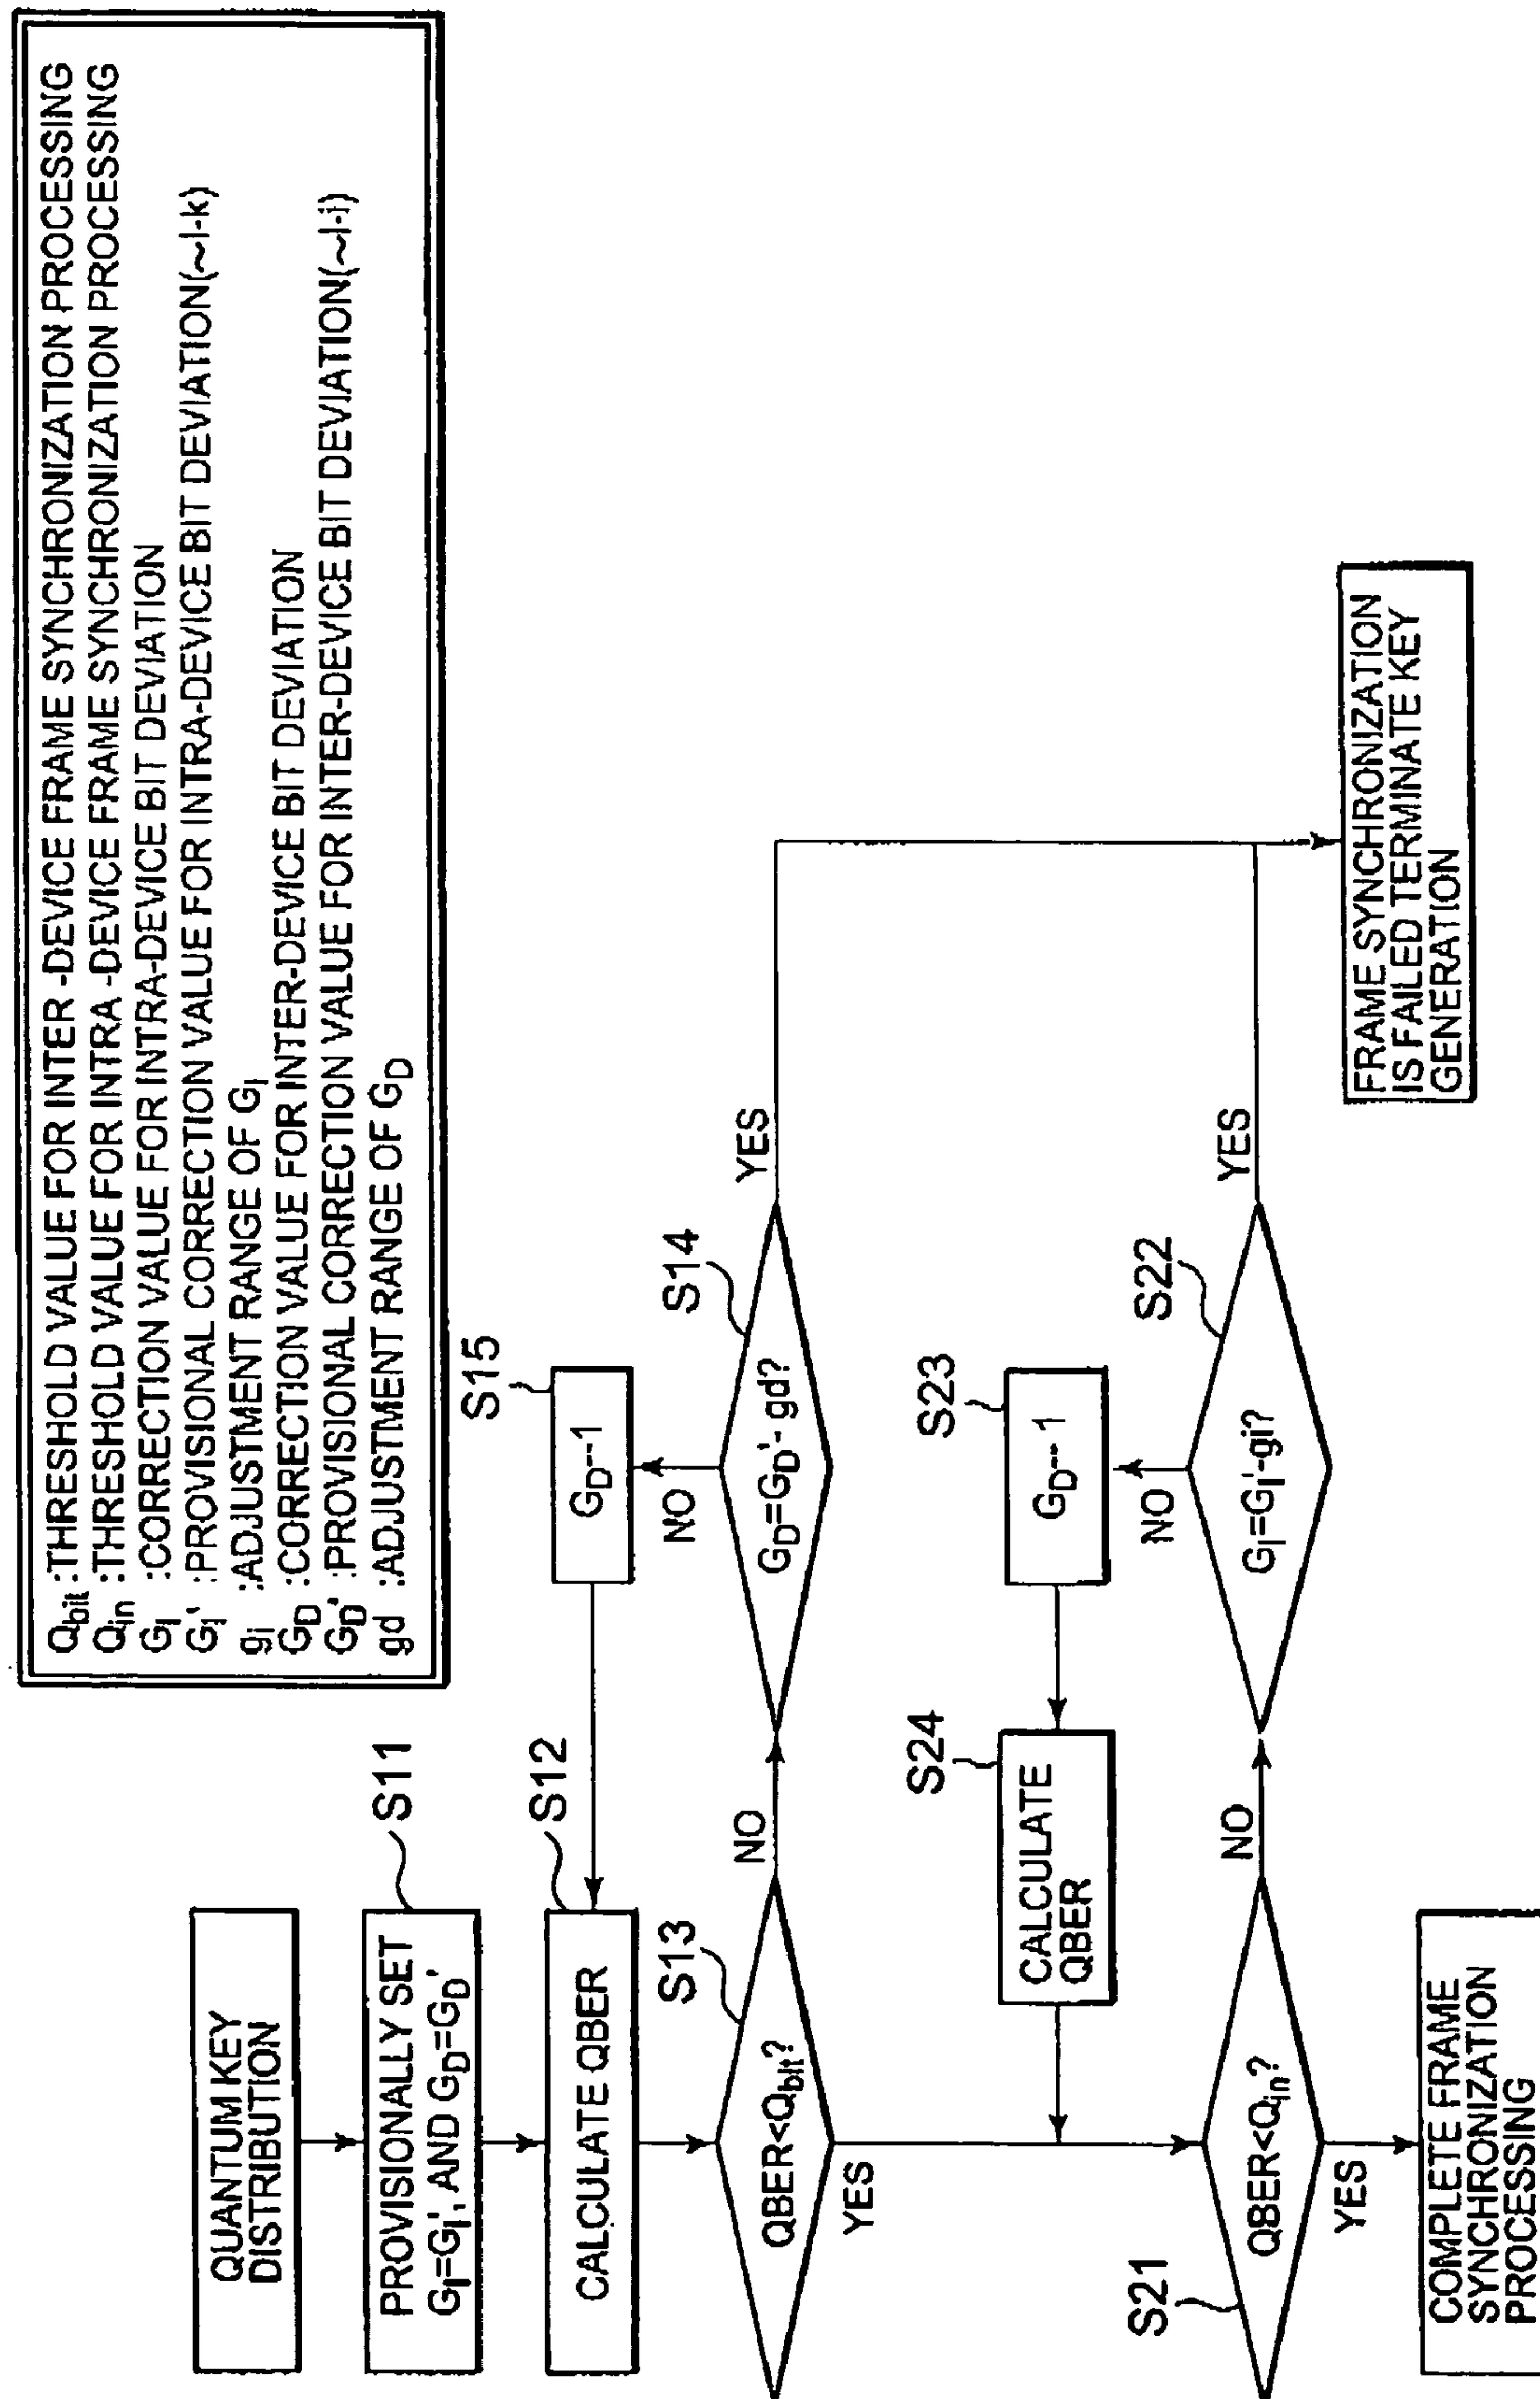 Q_bit :THRESHOLD VALUE FOR INTER-DEVICE FRAME SYNCHRONIZATION PROCESSING
Q_in :THRESHOLD VALUE FOR INTRA-DEVICE FRAME SYNCHRONIZATION PROCESSING
G_I :CORRECTION VALUE FOR INTRA-DEVICE BIT DEVIATION
G_I' :PROVISIONAL CORRECTION VALUE FOR INTRA-DEVICE BIT DEVIATION(~l-k)
g_i :ADJUSTMENT RANGE OF G_I
G_D :CORRECTION VALUE FOR INTER-DEVICE BIT DEVIATION
G_D' :PROVISIONAL CORRECTION VALUE FOR INTER-DEVICE BIT DEVIATION(~l-i)
gd :ADJUSTMENT RANGE OF G_D
QUANTUM KEY
DISTRIBUTION
S11
PROVISIONALLY SET
G_I=G_I', AND G_D=G_D'
S12
CALCULATE QBER
S13
QBER<Q_bit?
NO
YES
S14
G_D=G_D'- gd?
YES
NO
S15
G_D--1
S21
QBER<Q_in?
NO
YES
S22
G_I=G_I'-gi?
YES
NO
S23
G_D--1
S24
CALCULATE
QBER
COMPLETE FRAME
SYNCHRONIZATION
PROCESSING
FRAME SYNCHRONIZATION
IS FAILED TERMINATE KEY
GENERATION